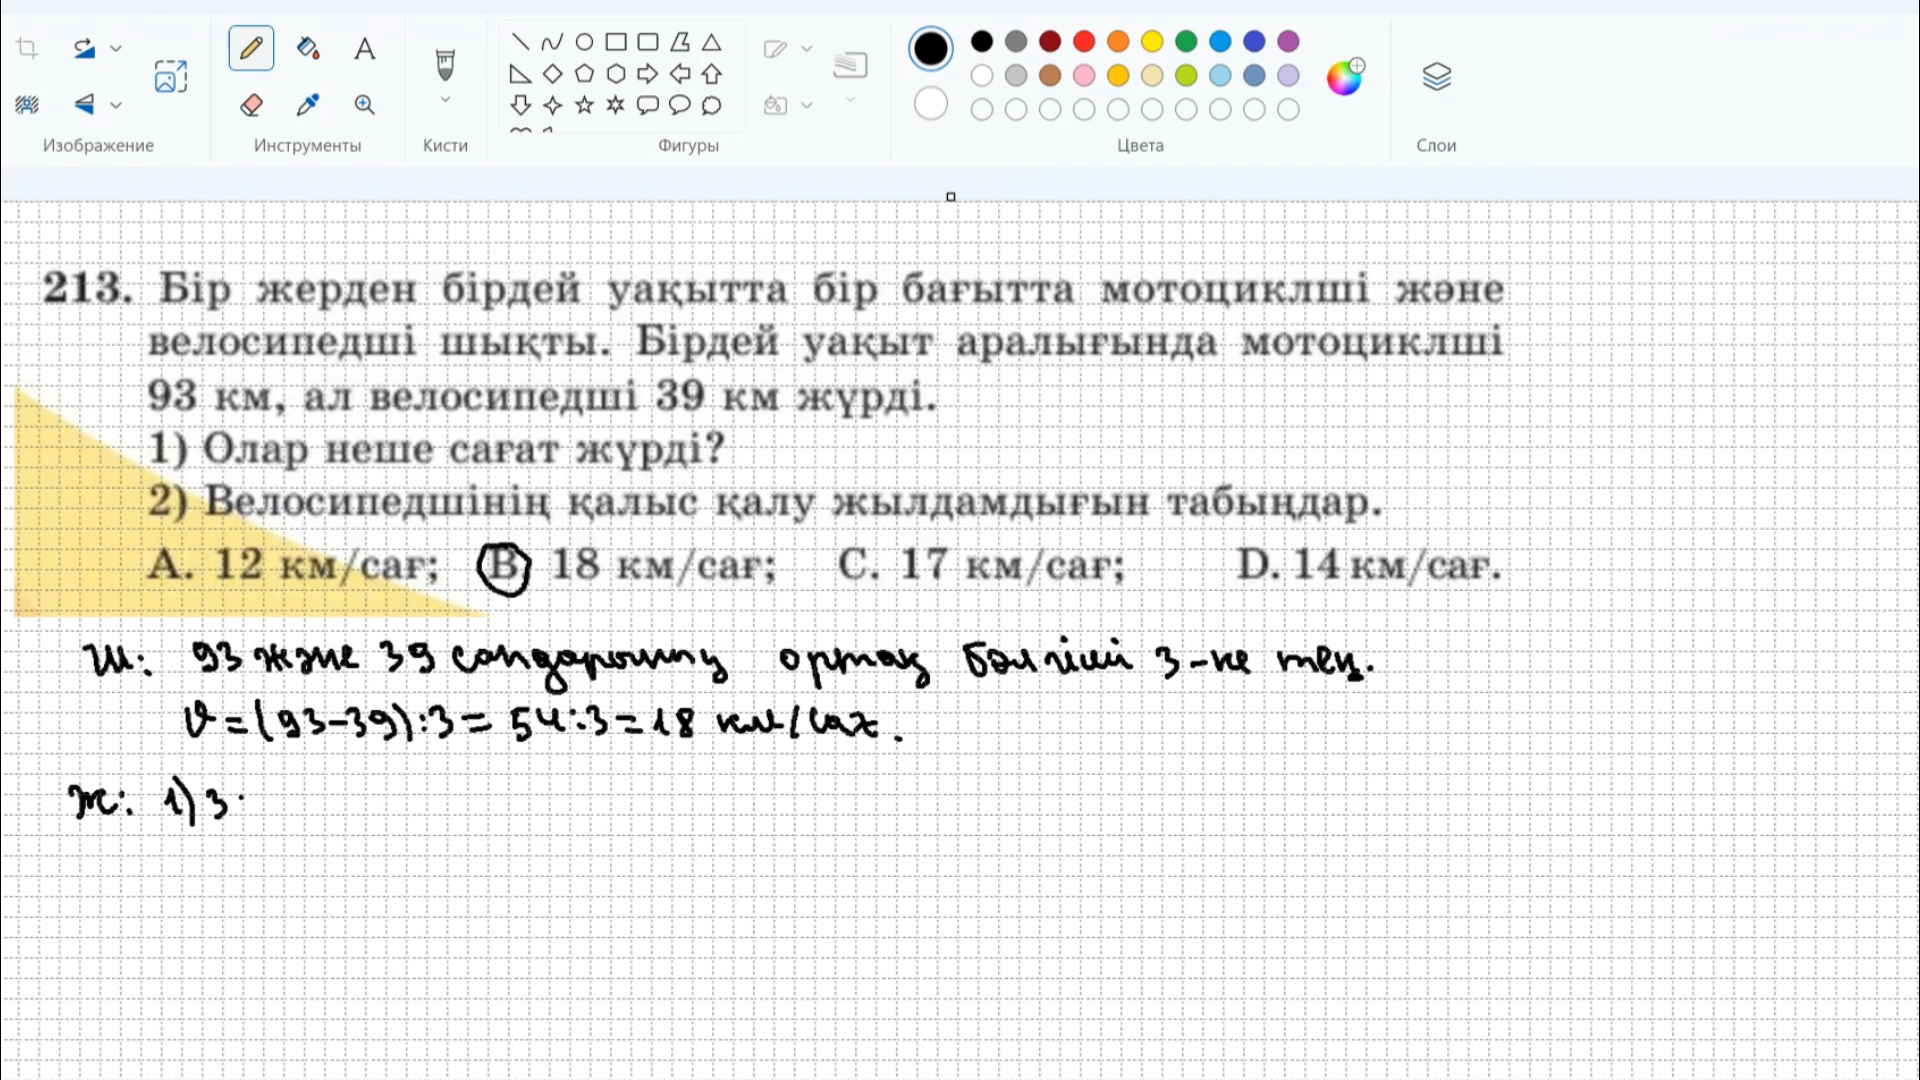 Изображение
Инструменты
Кисти
Фигуры
Цвета
Слои
213. Бір жерден бірдей уақытта бір бағытта мотоциклші және
велосипедші шықты. Бірдей уақыт аралығында мотоциклші
93 км, ал велосипедші 39 км жүрді.
1) Олар неше сағат жүрді?
2) Велосипедшінің қалыс қалу жылдамдығын табыңдар.
A. 12 км/сағ; B 18 км/сағ; C. 17 км/сағ; D. 14 км/сағ.
Ш: 93 және 39 сандарының ортақ бөлгіші 3-ке тең.
v=(93-39):3=54:3=18 км/сағ.
Ж: 1) 3